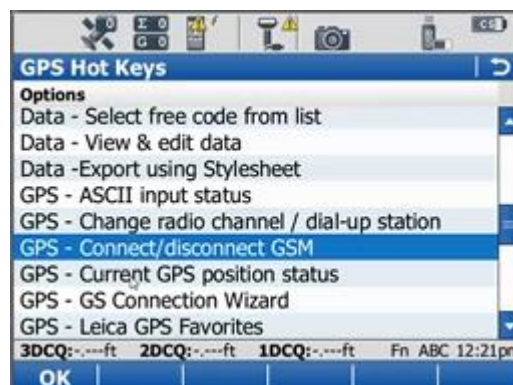 GPS Hot Keys
Options
Data - Select free code from list
Data - View & edit data
Data -Export using Stylesheet
GPS - ASCII input status
GPS - Change radio channel / dial-up station
GPS - Connect/disconnect GSM
GPS - Current GPS position status
GPS - GS Connection Wizard
GPS - Leica GPS Favorites
3DCQ:-.---ft 2DCQ:-.---ft 1DCQ:-.---ft Fn ABC 12:21pm
OK